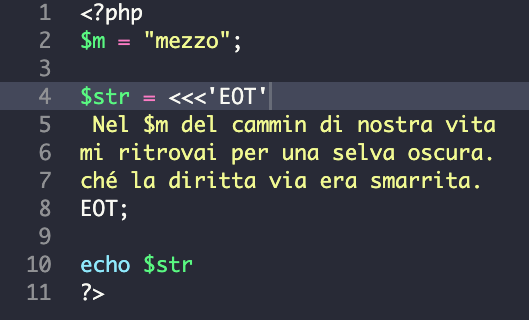 1 <?php
2 $m = "mezzo";
3
4 $str = <<<'EOT'
5  Nel $m del cammin di nostra vita
6 mi ritrovai per una selva oscura.
7 ché la diritta via era smarrita.
8 EOT;
9
10 echo $str
11 ?>